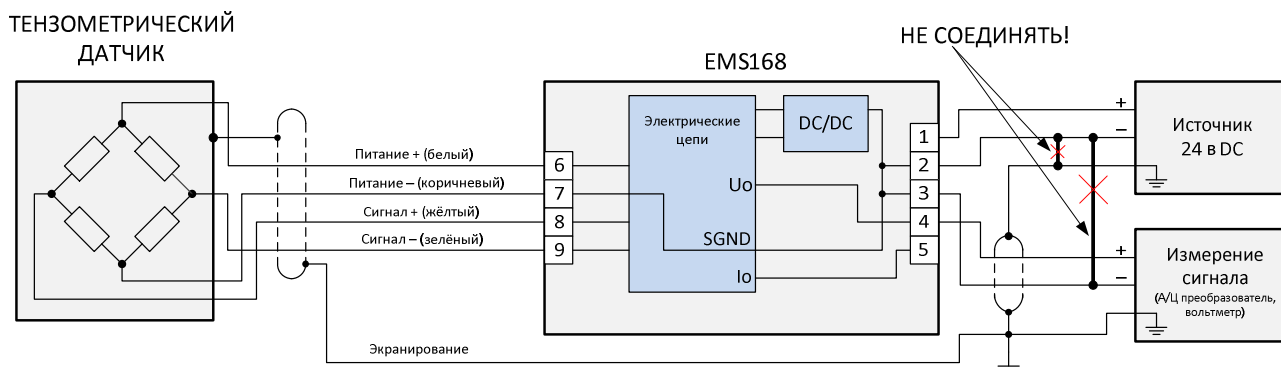 ТЕНЗОМЕТРИЧЕСКИЙ
ДАТЧИК
Питание + (белый)
Питание – (коричневый)
Сигнал + (жёлтый)
Сигнал – (зелёный)
Экранирование
EMS168
6
7
8
9
Электрические
цепи
DC/DC
Uo
SGND
Io
1
2
3
4
5
НЕ СОЕДИНЯТЬ!
+
–
Источник
24 в DC
+
–
Измерение
сигнала
(А/Ц преобразователь,
вольтметр)